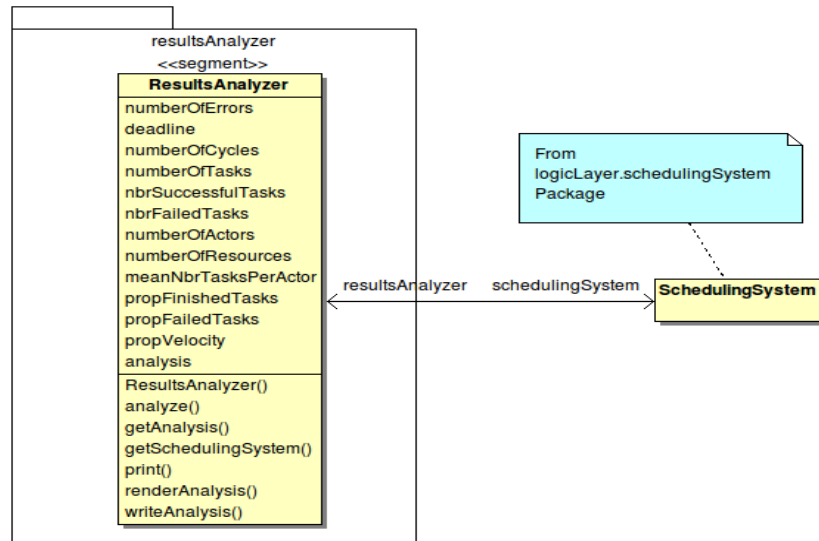 resultsAnalyzer
<<segment>>
ResultsAnalyzer
numberOfErrors
deadline
numberOfCycles
numberOfTasks
nbrSuccessfulTasks
nbrFailedTasks
numberOfActors
numberOfResources
meanNbrTasksPerActor
propFinishedTasks
propFailedTasks
propVelocity
analysis
ResultsAnalyzer()
analyze()
getAnalysis()
getSchedulingSystem()
print()
renderAnalysis()
writeAnalysis()
From
logicLayer.schedulingSystem
Package
resultsAnalyzer schedulingSystem
SchedulingSystem